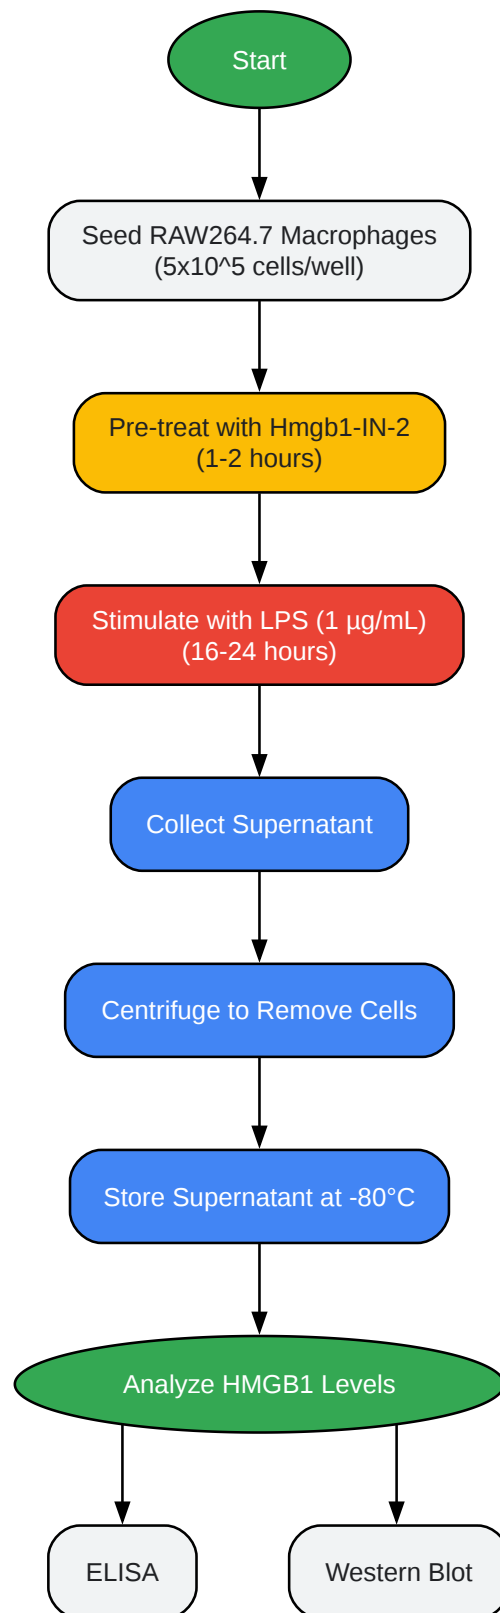 Start
Seed RAW264.7 Macrophages
(5x10^5 cells/well)
Pre-treat with Hmgb1-IN-2
(1-2 hours)
Stimulate with LPS (1 µg/mL)
(16-24 hours)
Collect Supernatant
Centrifuge to Remove Cells
Store Supernatant at -80°C
Analyze HMGB1 Levels
ELISA
Western Blot